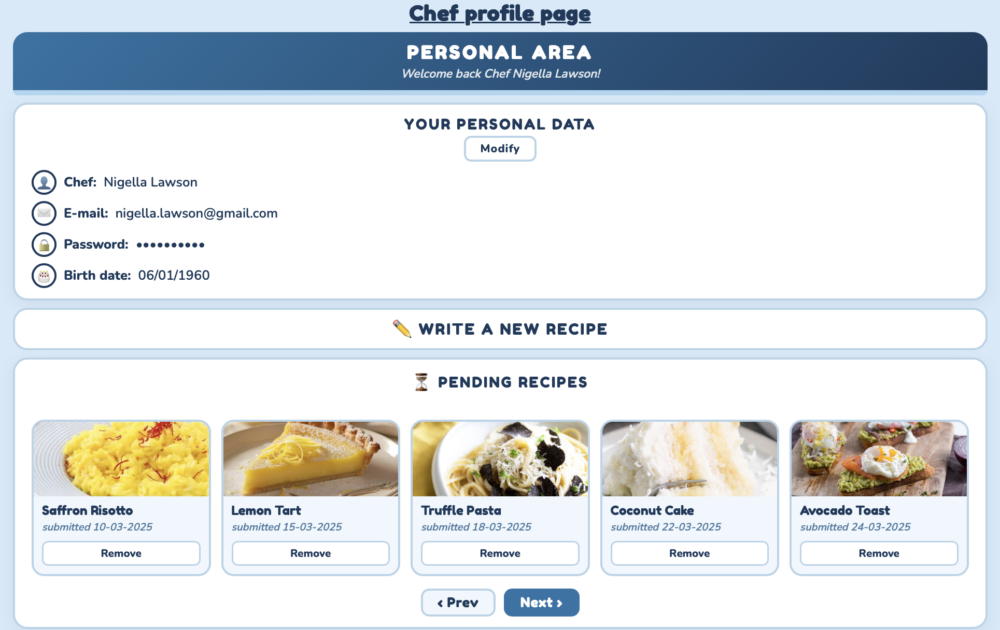 Chef profile page
PERSONAL AREA
Welcome back Chef Nigella Lawson!
YOUR PERSONAL DATA
Modify
Chef: Nigella Lawson
E-mail: nigella.lawson@gmail.com
Password: ••••••••••
Birth date: 06/01/1960
WRITE A NEW RECIPE
PENDING RECIPES
Saffron Risotto
submitted 10-03-2025
Remove
Lemon Tart
submitted 15-03-2025
Remove
Truffle Pasta
submitted 18-03-2025
Remove
Coconut Cake
submitted 22-03-2025
Remove
Avocado Toast
submitted 24-03-2025
Remove
‹ Prev
Next ›